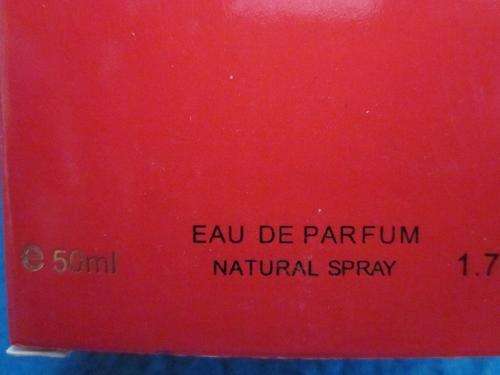 EAU DE PARFUM
℮ 50ml NATURAL SPRAY 1.7